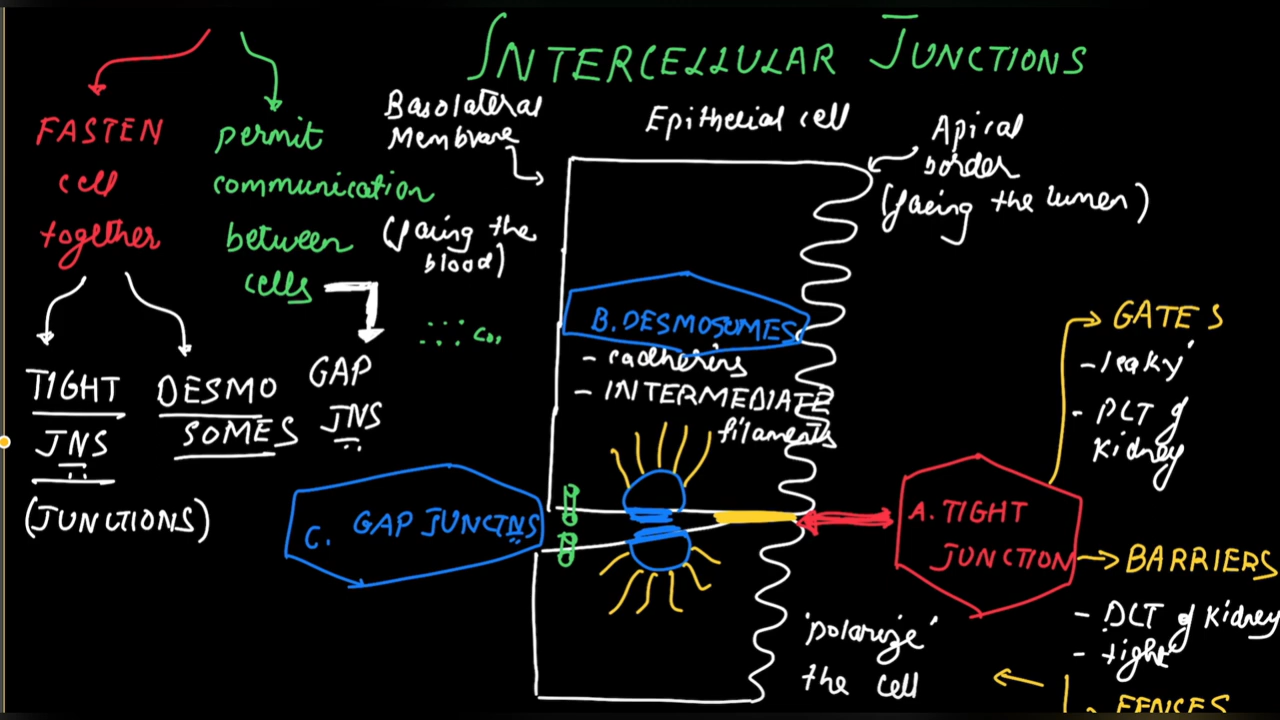 INTERCELLULAR JUNCTIONS
FASTEN
cell
together
permit
communication
between
cells
TIGHT
JNS
(JUNCTIONS)
DESMO
SOMES
GAP
JNS
Basolateral
Membrane
(facing the
blood)
Epithelial cell
Apical
border
(facing the lumen)
B. DESMOSOMES
- cadherins
- INTERMEDIATE
filaments
C. GAP JUNCTNS
A. TIGHT
JUNCTION
GATES
- leaky
- PCT of
kidney
BARRIERS
- DCT of kidney
- tight
FENCES
'polarize'
the cell